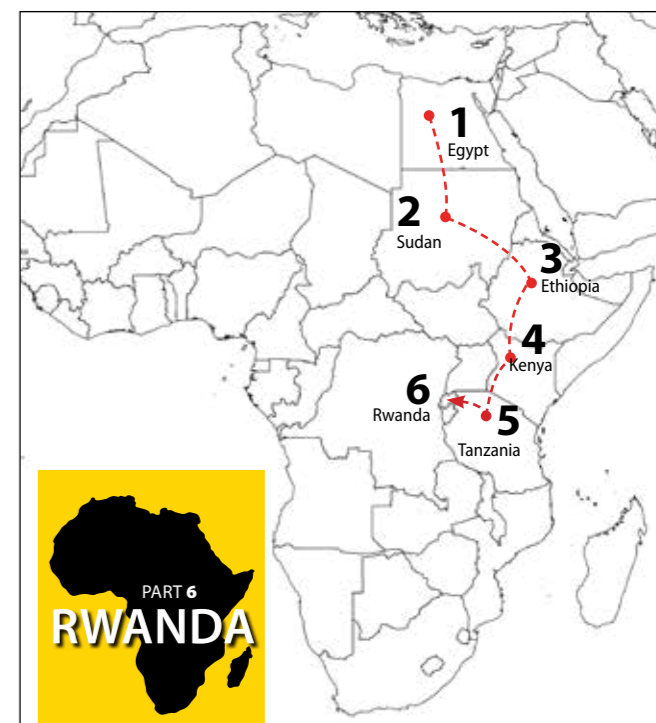 1
Egypt
2
Sudan
3
Ethiopia
4
Kenya
6
Rwanda
5
Tanzania
PART 6
RWANDA